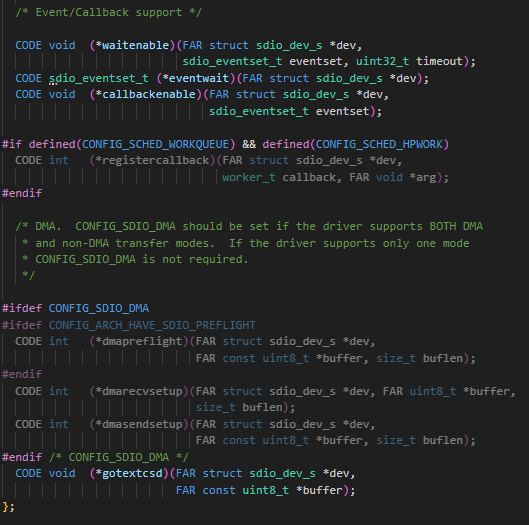 /* Event/Callback support */
CODE void  (*waitenable)(FAR struct sdio_dev_s *dev,
sdio_eventset_t eventset, uint32_t timeout);
CODE sdio_eventset_t (*eventwait)(FAR struct sdio_dev_s *dev);
CODE void  (*callbackenable)(FAR struct sdio_dev_s *dev,
sdio_eventset_t eventset);
#if defined(CONFIG_SCHED_WORKQUEUE) && defined(CONFIG_SCHED_HPWORK)
CODE int   (*registercallback)(FAR struct sdio_dev_s *dev,
worker_t callback, FAR void *arg);
#endif
/* DMA.  CONFIG_SDIO_DMA should be set if the driver supports BOTH DMA
* and non-DMA transfer modes.  If the driver supports only one mode
* CONFIG_SDIO_DMA is not required.
*/
#ifdef CONFIG_SDIO_DMA
#ifdef CONFIG_ARCH_HAVE_SDIO_PREFLIGHT
CODE int   (*dmapreflight)(FAR struct sdio_dev_s *dev,
FAR const uint8_t *buffer, size_t buflen);
#endif
CODE int   (*dmarecvsetup)(FAR struct sdio_dev_s *dev, FAR uint8_t *buffer,
size_t buflen);
CODE int   (*dmasendsetup)(FAR struct sdio_dev_s *dev,
FAR const uint8_t *buffer, size_t buflen);
#endif /* CONFIG_SDIO_DMA */
CODE void  (*gotextcsd)(FAR struct sdio_dev_s *dev,
FAR const uint8_t *buffer);
};